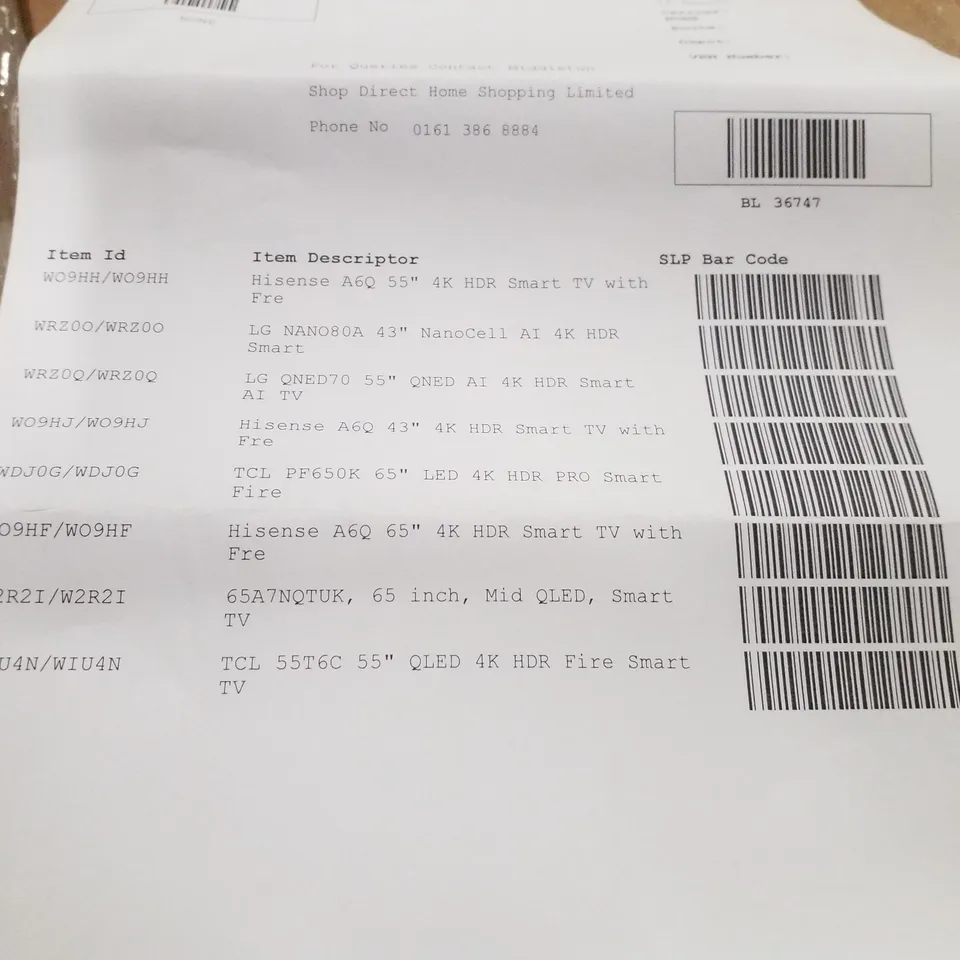 NONE
For Queries Contact Middleton
Shop Direct Home Shopping Limited
Phone No 0161 386 8884
BL 36747
Item Id Item Descriptor SLP Bar Code
WO9HH/WO9HH Hisense A6Q 55" 4K HDR Smart TV with
Fre
WRZ0O/WRZ0O LG NANO80A 43" NanoCell AI 4K HDR
Smart
WRZ0Q/WRZ0Q LG QNED70 55" QNED AI 4K HDR Smart
AI TV
WO9HJ/WO9HJ Hisense A6Q 43" 4K HDR Smart TV with
Fre
WDJ0G/WDJ0G TCL PF650K 65" LED 4K HDR PRO Smart
Fire
O9HF/WO9HF Hisense A6Q 65" 4K HDR Smart TV with
Fre
2R2I/W2R2I 65A7NQTUK, 65 inch, Mid QLED, Smart
TV
U4N/WIU4N TCL 55T6C 55" QLED 4K HDR Fire Smart
TV